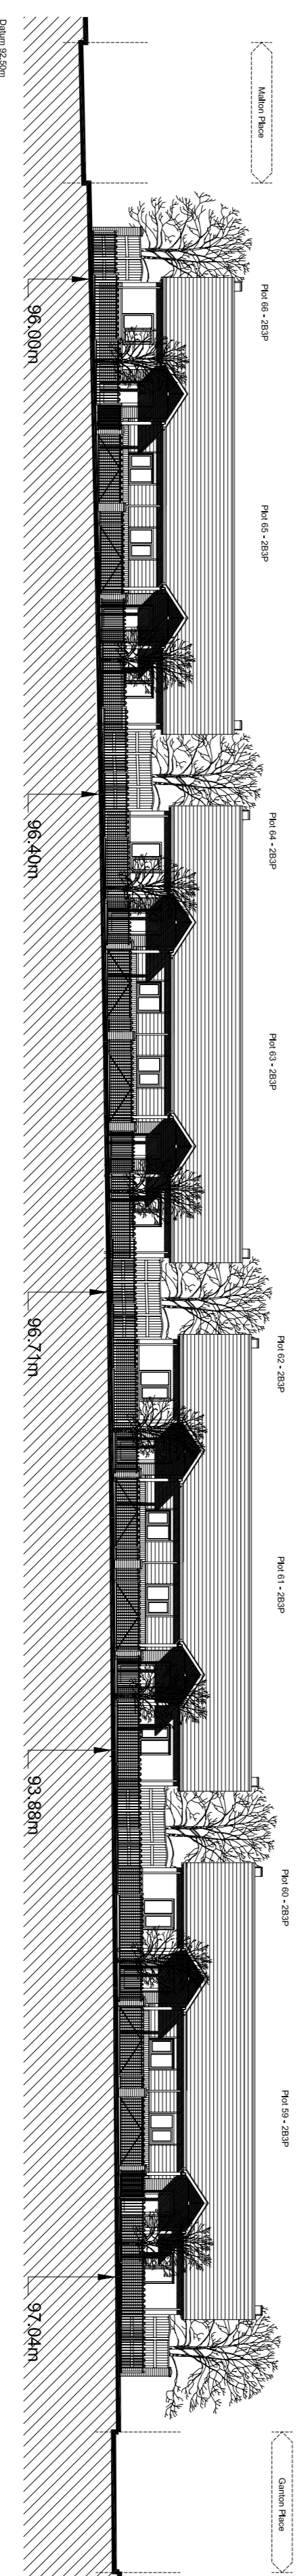 Malton Place
Plot 66 - 2B3P
Plot 65 - 2B3P
Plot 64 - 2B3P
Plot 63 - 2B3P
Plot 62 - 2B3P
Plot 61 - 2B3P
Plot 60 - 2B3P
Plot 59 - 2B3P
Ganton Place
96.00m
96.40m
96.71m
93.88m
97.04m
Datum 92.50m